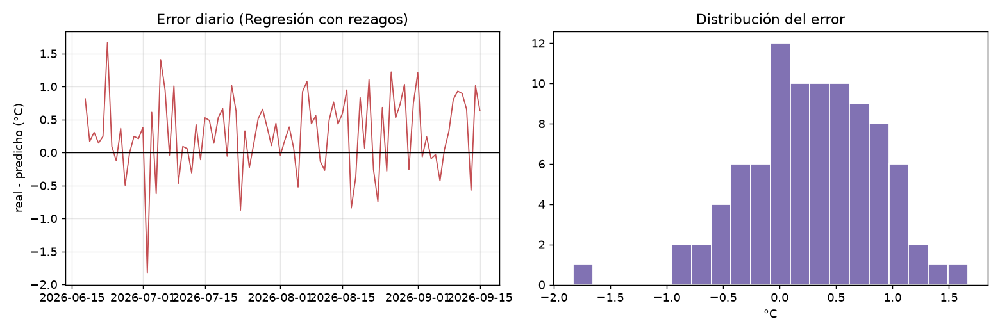 Error diario (Regresión con rezagos)
real - predicho (°C)
1.5
1.0
0.5
0.0
−0.5
−1.0
−1.5
−2.0
2026-06-15 2026-07-01 2026-07-15 2026-08-01 2026-08-15 2026-09-01 2026-09-15
Distribución del error
12
10
8
6
4
2
0
−2.0 −1.5 −1.0 −0.5 0.0 0.5 1.0 1.5
°C